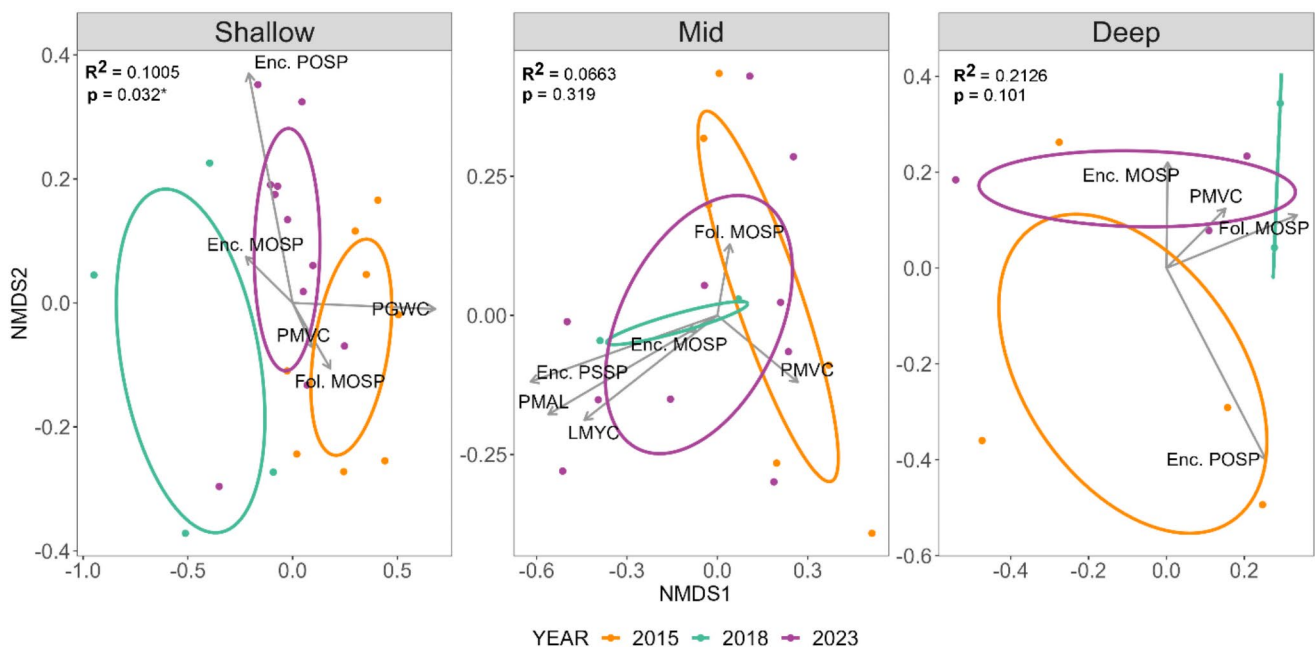 Shallow
Mid
Deep
R² = 0.1005
p = 0.032*
Enc. POSP
Enc. MOSP
PGWC
PMVC
Fol. MOSP
R² = 0.0663
p = 0.319
Fol. MOSP
Enc. MOSP
Enc. PSSP
PMVC
PMAL
LMYC
R² = 0.2126
p = 0.101
Enc. MOSP
PMVC
Fol. MOSP
Enc. POSP
NMDS2
0.4
0.2
0.0
-0.2
-0.4
0.25
0.00
-0.25
0.4
0.2
0.0
-0.2
-0.4
-0.6
-1.0 -0.5 0.0 0.5
-0.6 -0.3 0.0 0.3
-0.4 -0.2 0.0 0.2
NMDS1
YEAR 2015 2018 2023